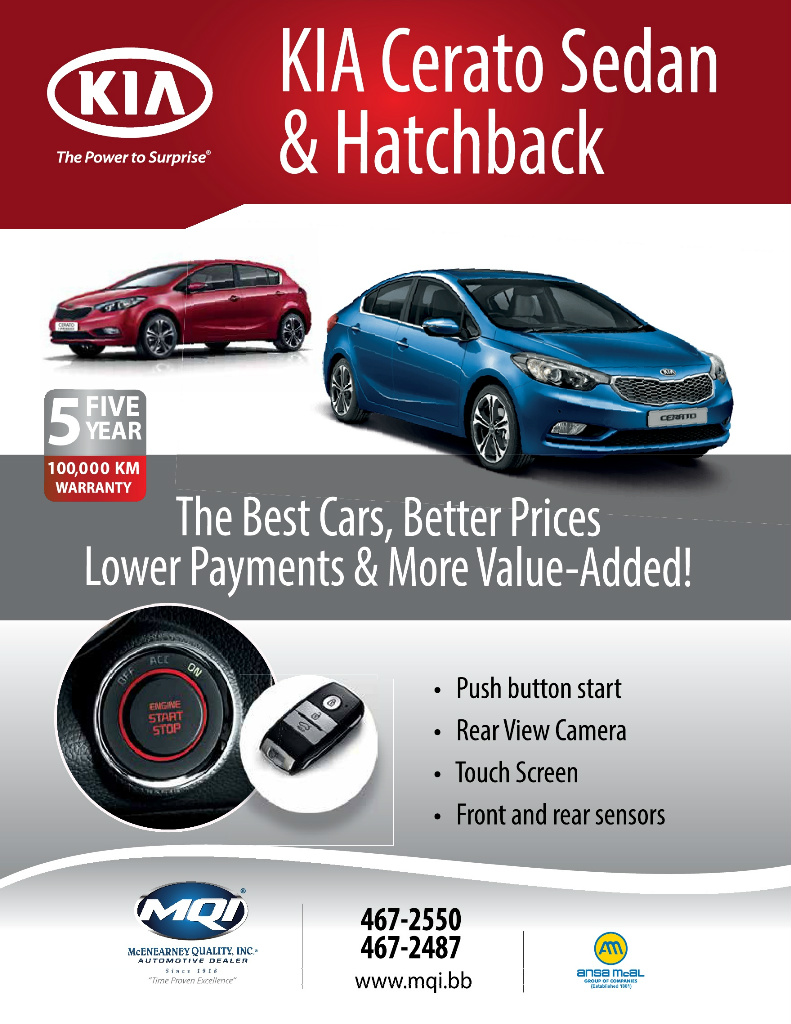 KIA
The Power to Surprise®
KIA Cerato Sedan
& Hatchback
CERATO
KIA
CERATO
5 FIVE
YEAR
100,000 KM
WARRANTY
The Best Cars, Better Prices
Lower Payments & More Value-Added!
OFF ACC ON
ENGINE
START
STOP
• Push button start
• Rear View Camera
• Touch Screen
• Front and rear sensors
MQI®
McENEARNEY QUALITY, INC.
AUTOMOTIVE DEALER
Since 1916
"Time Proven Excellence"
467-2550
467-2487
www.mqi.bb
AM
ansa mcal
GROUP OF COMPANIES
(Established 1881)